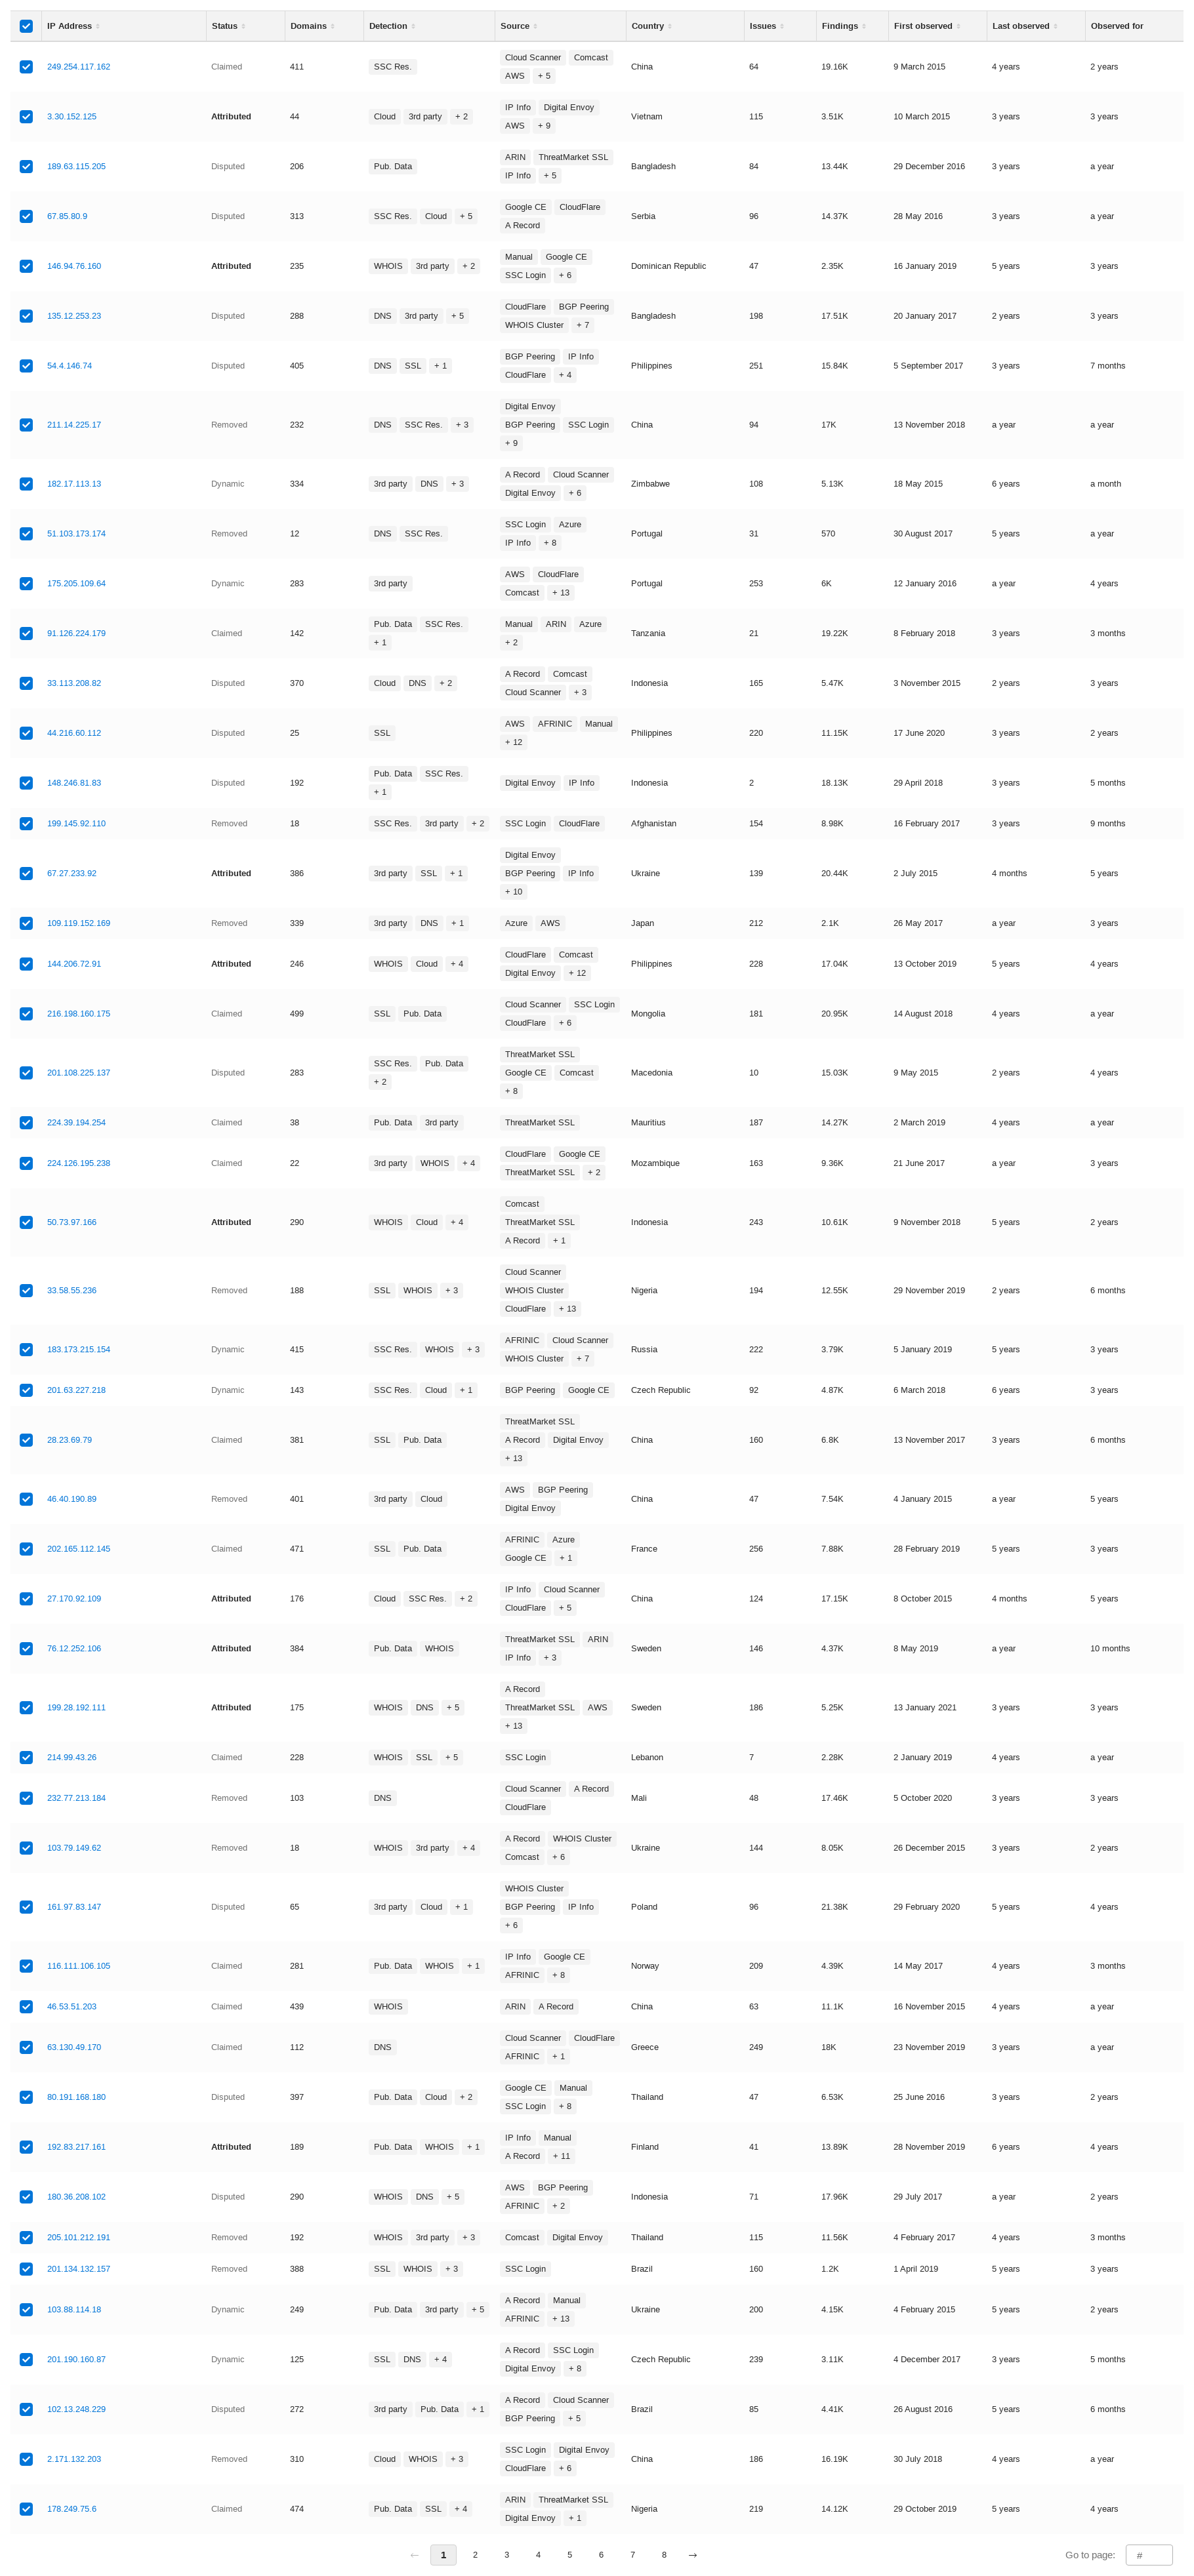 IP Address Status Domains Detection Source Country Issues Findings First observed Last observed Observed for
249.254.117.162 Claimed 411 SSC Res. Cloud Scanner Comcast AWS + 5 China 64 19.16K 9 March 2015 4 years 2 years
3.30.152.125 Attributed 44 Cloud 3rd party + 2 IP Info Digital Envoy AWS + 9 Vietnam 115 3.51K 10 March 2015 3 years 3 years
189.63.115.205 Disputed 206 Pub. Data ARIN ThreatMarket SSL IP Info + 5 Bangladesh 84 13.44K 29 December 2016 3 years a year
67.85.80.9 Disputed 313 SSC Res. Cloud + 5 Google CE CloudFlare A Record Serbia 96 14.37K 28 May 2016 3 years a year
146.94.76.160 Attributed 235 WHOIS 3rd party + 2 Manual Google CE SSC Login + 6 Dominican Republic 47 2.35K 16 January 2019 5 years 3 years
135.12.253.23 Disputed 288 DNS 3rd party + 5 CloudFlare BGP Peering WHOIS Cluster + 7 Bangladesh 198 17.51K 20 January 2017 2 years 3 years
54.4.146.74 Disputed 405 DNS SSL + 1 BGP Peering IP Info CloudFlare + 4 Philippines 251 15.84K 5 September 2017 3 years 7 months
211.14.225.17 Removed 232 DNS SSC Res. + 3 Digital Envoy BGP Peering SSC Login + 9 China 94 17K 13 November 2018 a year a year
182.17.113.13 Dynamic 334 3rd party DNS + 3 A Record Cloud Scanner Digital Envoy + 6 Zimbabwe 108 5.13K 18 May 2015 6 years a month
51.103.173.174 Removed 12 DNS SSC Res. SSC Login Azure IP Info + 8 Portugal 31 570 30 August 2017 5 years a year
175.205.109.64 Dynamic 283 3rd party AWS CloudFlare Comcast + 13 Portugal 253 6K 12 January 2016 a year 4 years
91.126.224.179 Claimed 142 Pub. Data SSC Res. + 1 Manual ARIN Azure + 2 Tanzania 21 19.22K 8 February 2018 3 years 3 months
33.113.208.82 Disputed 370 Cloud DNS + 2 A Record Comcast Cloud Scanner + 3 Indonesia 165 5.47K 3 November 2015 2 years 3 years
44.216.60.112 Disputed 25 SSL AWS AFRINIC Manual + 12 Philippines 220 11.15K 17 June 2020 3 years 2 years
148.246.81.83 Disputed 192 Pub. Data SSC Res. + 1 Digital Envoy IP Info Indonesia 2 18.13K 29 April 2018 3 years 5 months
199.145.92.110 Removed 18 SSC Res. 3rd party + 2 SSC Login CloudFlare Afghanistan 154 8.98K 16 February 2017 3 years 9 months
67.27.233.92 Attributed 386 3rd party SSL + 1 Digital Envoy BGP Peering IP Info + 10 Ukraine 139 20.44K 2 July 2015 4 months 5 years
109.119.152.169 Removed 339 3rd party DNS + 1 Azure AWS Japan 212 2.1K 26 May 2017 a year 3 years
144.206.72.91 Attributed 246 WHOIS Cloud + 4 CloudFlare Comcast Digital Envoy + 12 Philippines 228 17.04K 13 October 2019 5 years 4 years
216.198.160.175 Claimed 499 SSL Pub. Data Cloud Scanner SSC Login CloudFlare + 6 Mongolia 181 20.95K 14 August 2018 4 years a year
201.108.225.137 Disputed 283 SSC Res. Pub. Data + 2 ThreatMarket SSL Google CE Comcast + 8 Macedonia 10 15.03K 9 May 2015 2 years 4 years
224.39.194.254 Claimed 38 Pub. Data 3rd party ThreatMarket SSL Mauritius 187 14.27K 2 March 2019 4 years a year
224.126.195.238 Claimed 22 3rd party WHOIS + 4 CloudFlare Google CE ThreatMarket SSL + 2 Mozambique 163 9.36K 21 June 2017 a year 3 years
50.73.97.166 Attributed 290 WHOIS Cloud + 4 Comcast ThreatMarket SSL A Record + 1 Indonesia 243 10.61K 9 November 2018 5 years 2 years
33.58.55.236 Removed 188 SSL WHOIS + 3 Cloud Scanner WHOIS Cluster CloudFlare + 13 Nigeria 194 12.55K 29 November 2019 2 years 6 months
183.173.215.154 Dynamic 415 SSC Res. WHOIS + 3 AFRINIC Cloud Scanner WHOIS Cluster + 7 Russia 222 3.79K 5 January 2019 5 years 3 years
201.63.227.218 Dynamic 143 SSC Res. Cloud + 1 BGP Peering Google CE Czech Republic 92 4.87K 6 March 2018 6 years 3 years
28.23.69.79 Claimed 381 SSL Pub. Data ThreatMarket SSL A Record Digital Envoy + 13 China 160 6.8K 13 November 2017 3 years 6 months
46.40.190.89 Removed 401 3rd party Cloud AWS BGP Peering Digital Envoy China 47 7.54K 4 January 2015 a year 5 years
202.165.112.145 Claimed 471 SSL Pub. Data AFRINIC Azure Google CE + 1 France 256 7.88K 28 February 2019 5 years 3 years
27.170.92.109 Attributed 176 Cloud SSC Res. + 2 IP Info Cloud Scanner CloudFlare + 5 China 124 17.15K 8 October 2015 4 months 5 years
76.12.252.106 Attributed 384 Pub. Data WHOIS ThreatMarket SSL ARIN IP Info + 3 Sweden 146 4.37K 8 May 2019 a year 10 months
199.28.192.111 Attributed 175 WHOIS DNS + 5 A Record ThreatMarket SSL AWS + 13 Sweden 186 5.25K 13 January 2021 3 years 3 years
214.99.43.26 Claimed 228 WHOIS SSL + 5 SSC Login Lebanon 7 2.28K 2 January 2019 4 years a year
232.77.213.184 Removed 103 DNS Cloud Scanner A Record CloudFlare Mali 48 17.46K 5 October 2020 3 years 3 years
103.79.149.62 Removed 18 WHOIS 3rd party + 4 A Record WHOIS Cluster Comcast + 6 Ukraine 144 8.05K 26 December 2015 3 years 2 years
161.97.83.147 Disputed 65 3rd party Cloud + 1 WHOIS Cluster BGP Peering IP Info + 6 Poland 96 21.38K 29 February 2020 5 years 4 years
116.111.106.105 Claimed 281 Pub. Data WHOIS + 1 IP Info Google CE AFRINIC + 8 Norway 209 4.39K 14 May 2017 4 years 3 months
46.53.51.203 Claimed 439 WHOIS ARIN A Record China 63 11.1K 16 November 2015 4 years a year
63.130.49.170 Claimed 112 DNS Cloud Scanner CloudFlare AFRINIC + 1 Greece 249 18K 23 November 2019 3 years a year
80.191.168.180 Disputed 397 Pub. Data Cloud + 2 Google CE Manual SSC Login + 8 Thailand 47 6.53K 25 June 2016 3 years 2 years
192.83.217.161 Attributed 189 Pub. Data WHOIS + 1 IP Info Manual A Record + 11 Finland 41 13.89K 28 November 2019 6 years 4 years
180.36.208.102 Disputed 290 WHOIS DNS + 5 AWS BGP Peering AFRINIC + 2 Indonesia 71 17.96K 29 July 2017 a year 2 years
205.101.212.191 Removed 192 WHOIS 3rd party + 3 Comcast Digital Envoy Thailand 115 11.56K 4 February 2017 4 years 3 months
201.134.132.157 Removed 388 SSL WHOIS + 3 SSC Login Brazil 160 1.2K 1 April 2019 5 years 3 years
103.88.114.18 Dynamic 249 Pub. Data 3rd party + 5 A Record Manual AFRINIC + 13 Ukraine 200 4.15K 4 February 2015 5 years 2 years
201.190.160.87 Dynamic 125 SSL DNS + 4 A Record SSC Login Digital Envoy + 8 Czech Republic 239 3.11K 4 December 2017 3 years 5 months
102.13.248.229 Disputed 272 3rd party Pub. Data + 1 A Record Cloud Scanner BGP Peering + 5 Brazil 85 4.41K 26 August 2016 5 years 6 months
2.171.132.203 Removed 310 Cloud WHOIS + 3 SSC Login Digital Envoy CloudFlare + 6 China 186 16.19K 30 July 2018 4 years a year
178.249.75.6 Claimed 474 Pub. Data SSL + 4 ARIN ThreatMarket SSL Digital Envoy + 1 Nigeria 219 14.12K 29 October 2019 5 years 4 years
← 1 2 3 4 5 6 7 8 → Go to page: #